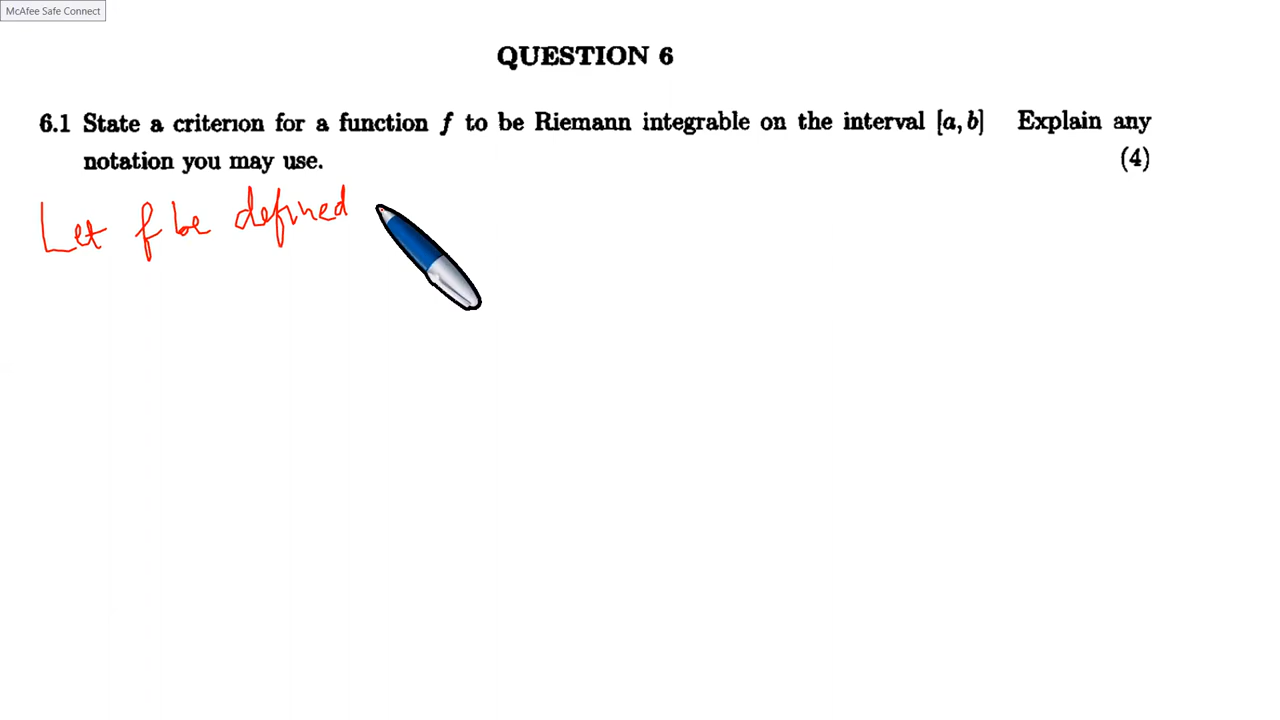 McAfee Safe Connect
QUESTION 6
6.1 State a criterion for a function f to be Riemann integrable on the interval [a, b] Explain any
notation you may use. (4)
Let f be defined